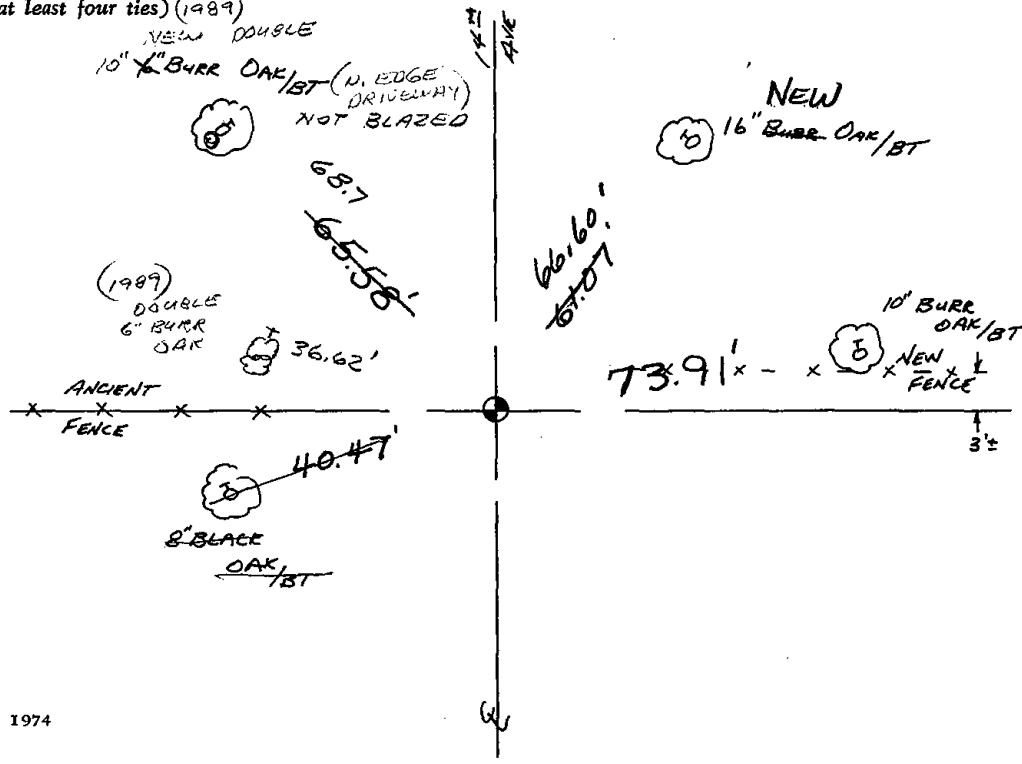 at least four ties) (1989)
NEW DOUBLE
10" 6" BURR OAK/BT (N. EDGE
DRIVEWAY)
NOT BLAZED
14TH
AVE
NEW
16" BURR OAK/BT
68.7
65.58'
66.60'
61.07
(1989)
DOUBLE
6" BURR
OAK
36.62'
10" BURR
OAK/BT
73.91'
NEW
FENCE
ANCIENT
FENCE
3'±
40.47'
8" BLACK
OAK/BT
1974